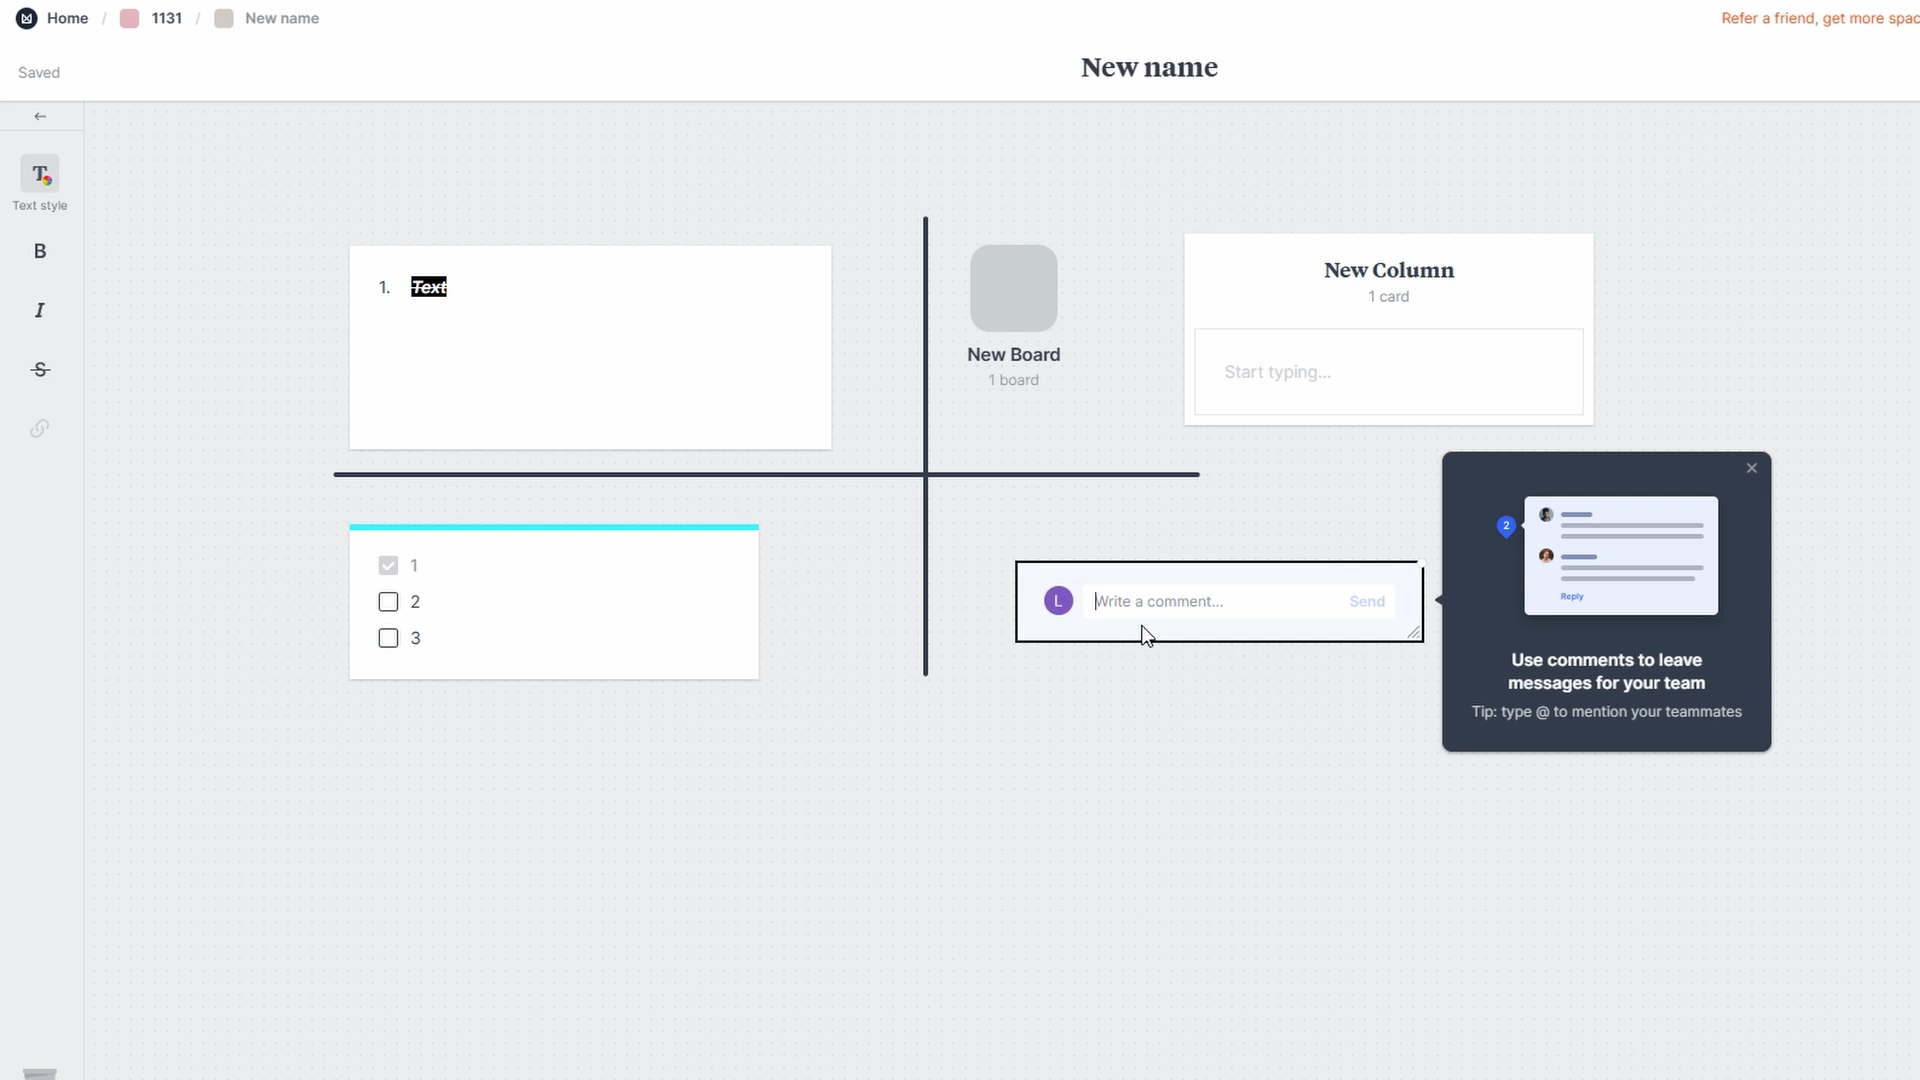 Home / 1131 / New name
Refer a friend, get more spac
Saved
New name
T
Text style
B
I
S
1. Text
New Board
1 board
New Column
1 card
Start typing...
1
2
3
L
Write a comment...
Send
2
Reply
Use comments to leave
messages for your team
Tip: type @ to mention your teammates